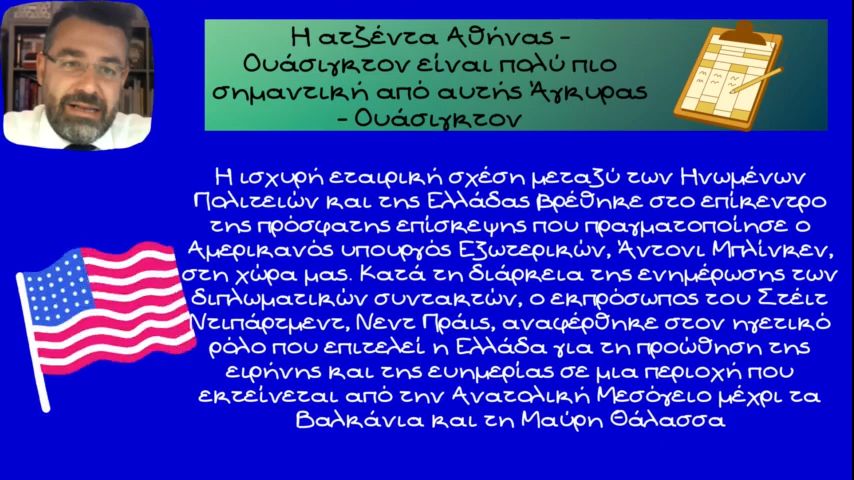 Η ατζέντα Αθήνας -
Ουάσιγκτον είναι πολύ πιο
σημαντική από αυτής Άγκυρας
- Ουάσιγκτον
Η ισχυρή εταιρική σχέση μεταξύ των Ηνωμένων
Πολιτειών και της Ελλάδας βρέθηκε στο επίκεντρο
της πρόσφατης επίσκεψης που πραγματοποίησε ο
Αμερικανός υπουργός Εξωτερικών, Άντονι Μπλίνκεν,
στη χώρα μας. Κατά τη διάρκεια της ενημέρωσης των
διπλωματικών συντακτών, ο εκπρόσωπος του Στέιτ
Ντιπάρτμεντ, Νεντ Πράις, αναφέρθηκε στον ηγετικό
ρόλο που επιτελεί η Ελλάδα για τη προώθηση της
ειρήνης και της ευημερίας σε μια περιοχή που
εκτείνεται από την Ανατολική Μεσόγειο μέχρι τα
Βαλκάνια και τη Μαύρη Θάλασσα